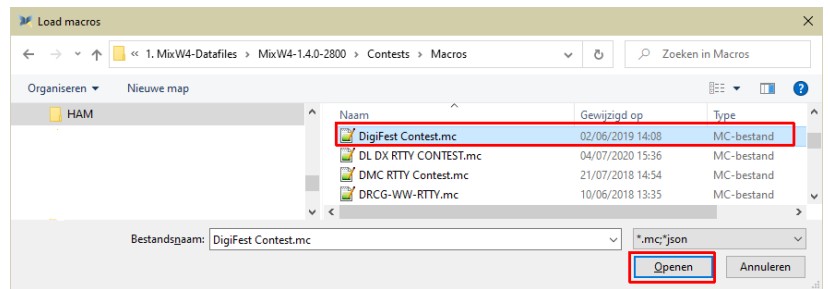 Load macros
« 1. MixW4-Datafiles › MixW4-1.4.0-2800 › Contests › Macros
Zoeken in Macros
Organiseren Nieuwe map
HAM
Naam Gewijzigd op Type
DigiFest Contest.mc 02/06/2019 14:08 MC-bestand
DL DX RTTY CONTEST.mc 04/07/2020 15:36 MC-bestand
DMC RTTY Contest.mc 21/07/2018 14:54 MC-bestand
DRCG-WW-RTTY.mc 10/06/2018 13:35 MC-bestand
Bestandsnaam: DigiFest Contest.mc *.mc;*json
Openen Annuleren